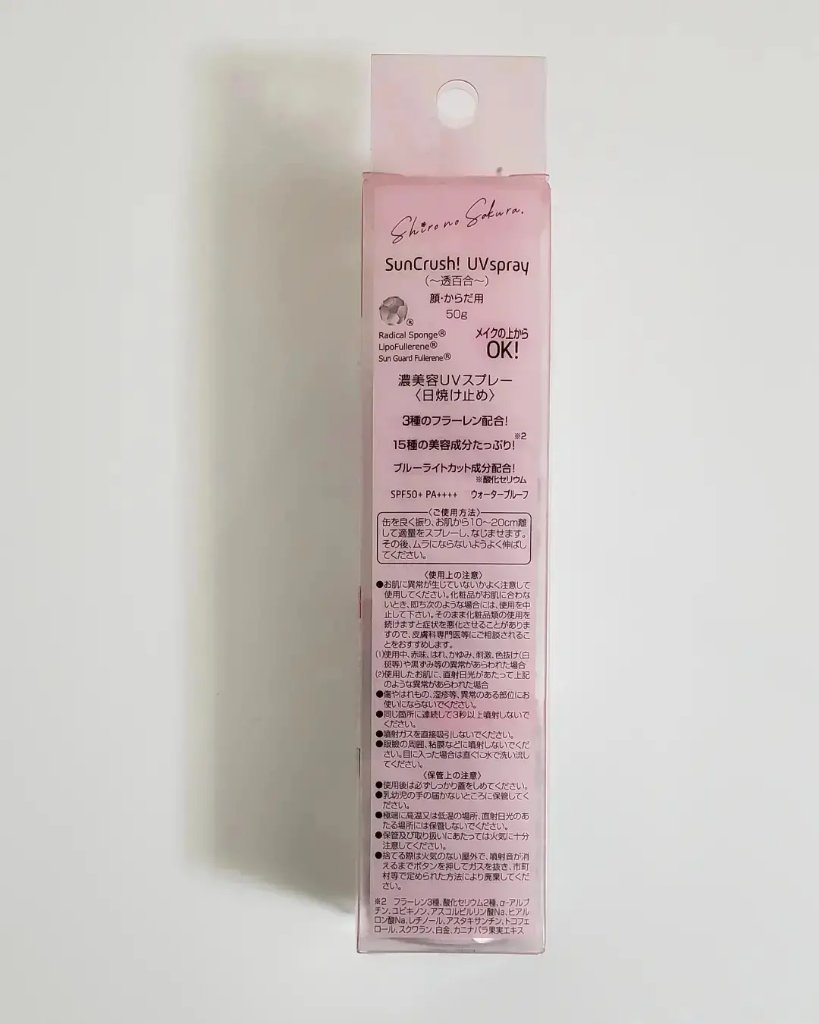 Shirono Sakura.
SunCrush! UVspray
(〜透百合〜)
顔・からだ用
50g
Radical Sponge®
LipoFullerene®
Sun Guard Fullerene®
メイクの上から
OK!
濃美容UVスプレー
〈日焼け止め〉
3種のフラーレン配合!
15種の美容成分たっぷり!※2
ブルーライトカット成分配合!
※酸化セリウム
SPF50+ PA++++ ウォータープルーフ
〈ご使用方法〉
缶を良く振り、お肌から10〜20cm離
して適量をスプレーし、なじませます。
その後、ムラにならないようよく伸ばし
てください。
〈使用上の注意〉
●お肌に異常が生じていないかよく注意して
使用してください。化粧品がお肌に合わな
いとき、即ち次のような場合には、使用を中
止して下さい。そのまま化粧品類の使用を
続けますと症状を悪化させることがありま
すので、皮膚科専門医等にご相談されるこ
とをおすすめします。
(1)使用中、赤味、はれ、かゆみ、刺激、色抜け(白
斑等)や黒ずみ等の異常があらわれた場合
(2)使用したお肌に、直射日光があたって上記
のような異常があらわれた場合
●傷やはれもの、湿疹等、異常のある部位にお
使いにならないでください。
●同じ箇所に連続して3秒以上噴射しないで
ください。
●噴射ガスを直接吸引しないでください。
●眼瞼の周囲、粘膜などに噴射しないでくだ
さい。目に入った場合は直ぐに水で洗い流し
てください。
〈保管上の注意〉
●使用後は必ずしっかり蓋をしめてください。
●乳幼児の手の届かないところに保管してく
ださい。
●極端に高温又は低温の場所、直射日光のあ
たる場所には保管しないでください。
●保管及び取り扱いにあたっては火気に十分
注意してください。
●捨てる際は火気のない屋外で、噴射音が消
えるまでボタンを押してガスを抜き、市町
村等で定められた方法により廃棄してくだ
さい。
※2 フラーレン3種、酸化セリウム2種、α-アルブ
チン、ユビキノン、アスコルビルリン酸Na、ヒアル
ロン酸Na、レチノール、アスタキサンチン、トコフェ
ロール、スクワラン、白金、カニナバラ果実エキス